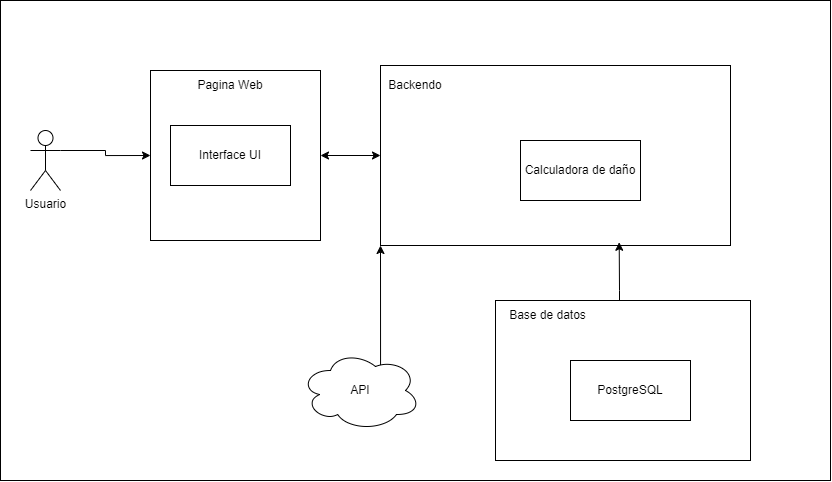 Pagina Web
Backendo
Interface UI
Calculadora de daño
Usuario
Base de datos
API
PostgreSQL